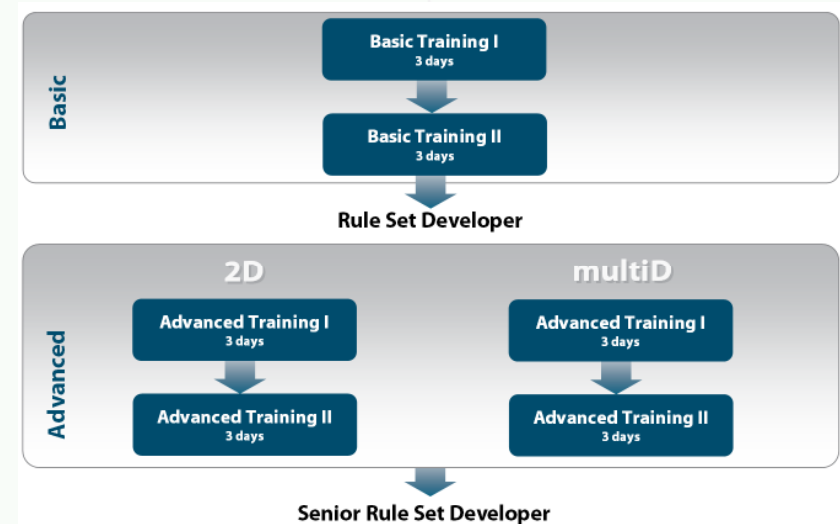 Basic
Basic Training I
3 days
Basic Training II
3 days
Rule Set Developer
Advanced
2D
multiD
Advanced Training I
3 days
Advanced Training I
3 days
Advanced Training II
3 days
Advanced Training II
3 days
Senior Rule Set Developer